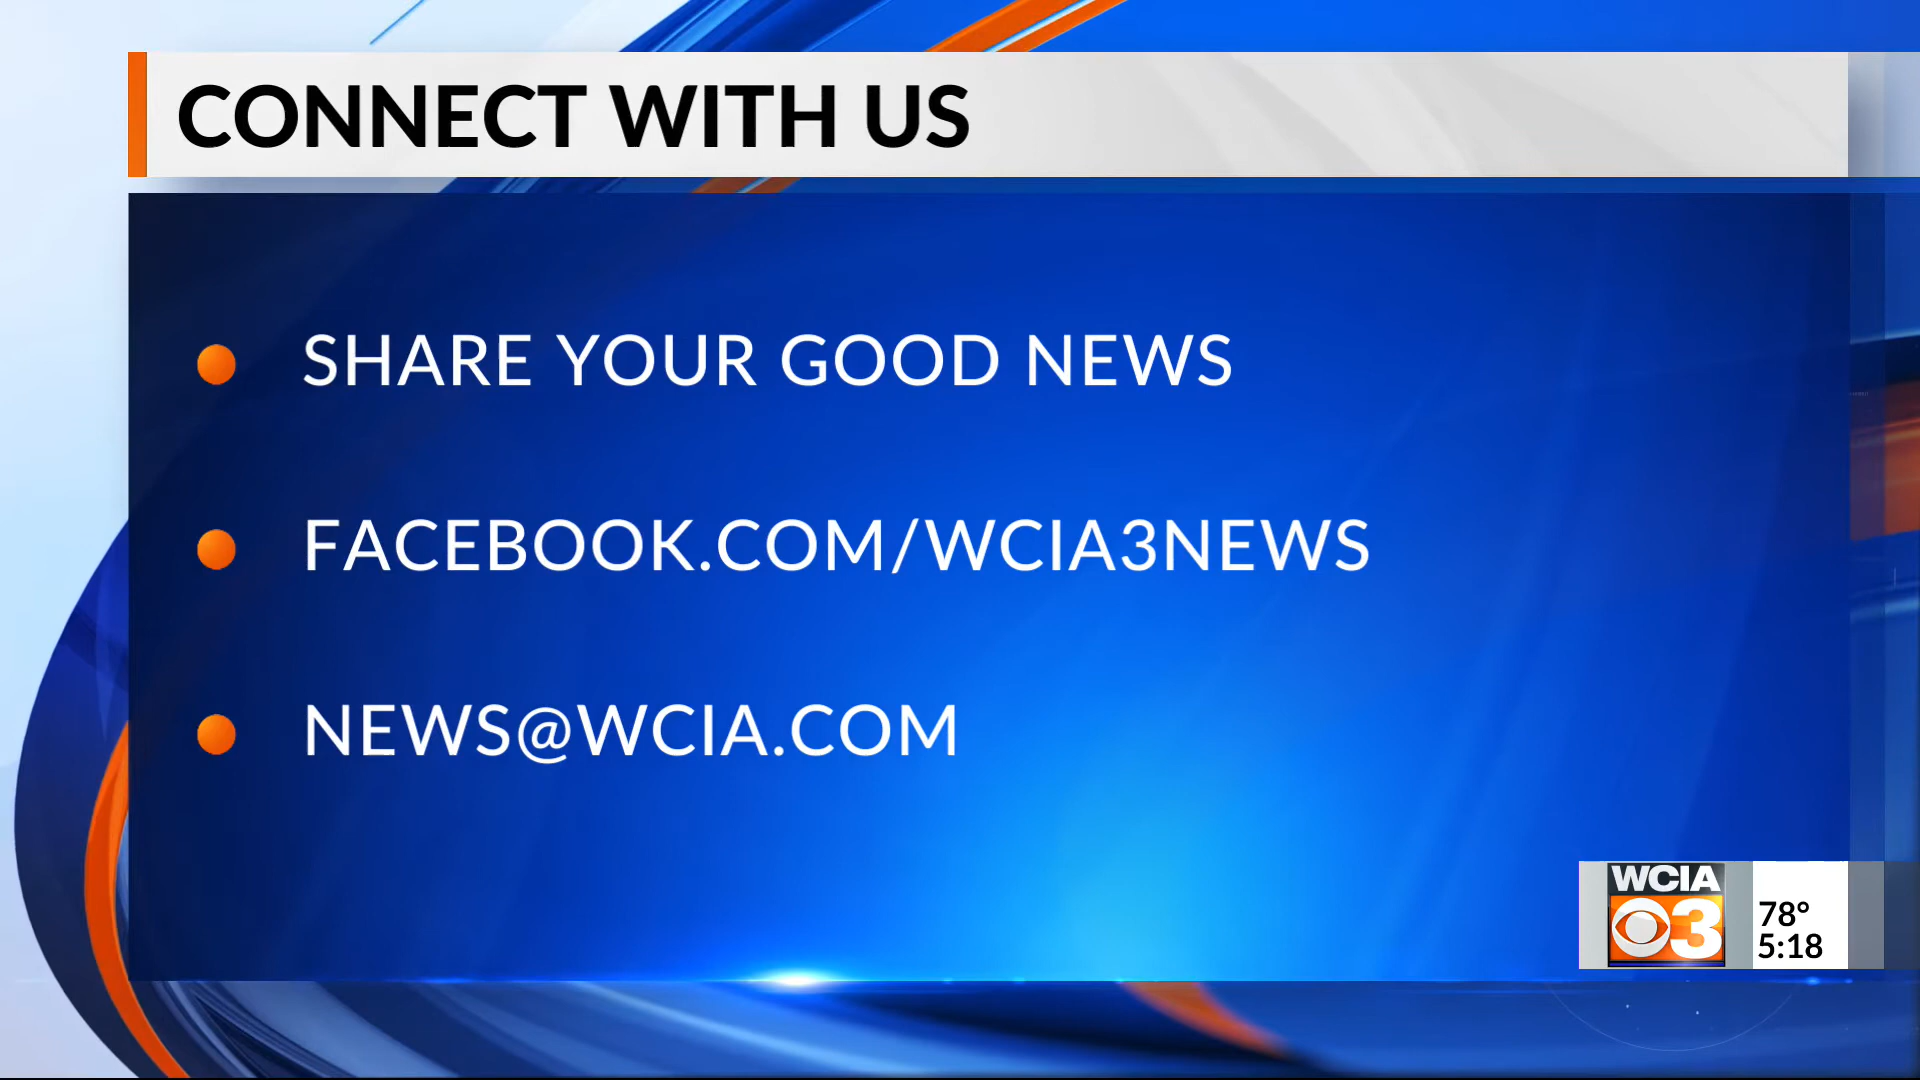 CONNECT WITH US
SHARE YOUR GOOD NEWS
FACEBOOK.COM/WCIA3NEWS
NEWS@WCIA.COM
WCIA
3
78°
5:18